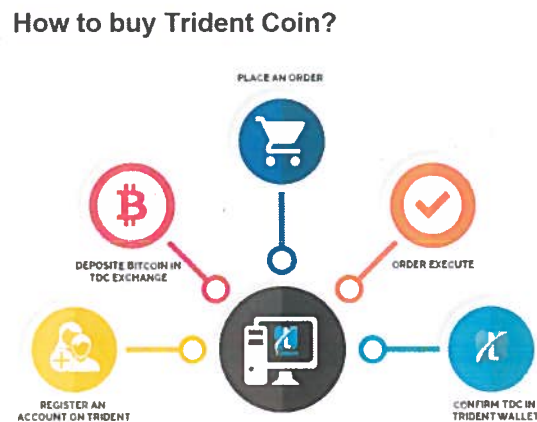 How to buy Trident Coin?
PLACE AN ORDER
DEPOSITE BITCOIN IN
TDC EXCHANGE
ORDER EXECUTE
REGISTER AN
ACCOUNT ON TRIDENT
CONFIRM TDC IN
TRIDENT WALLET